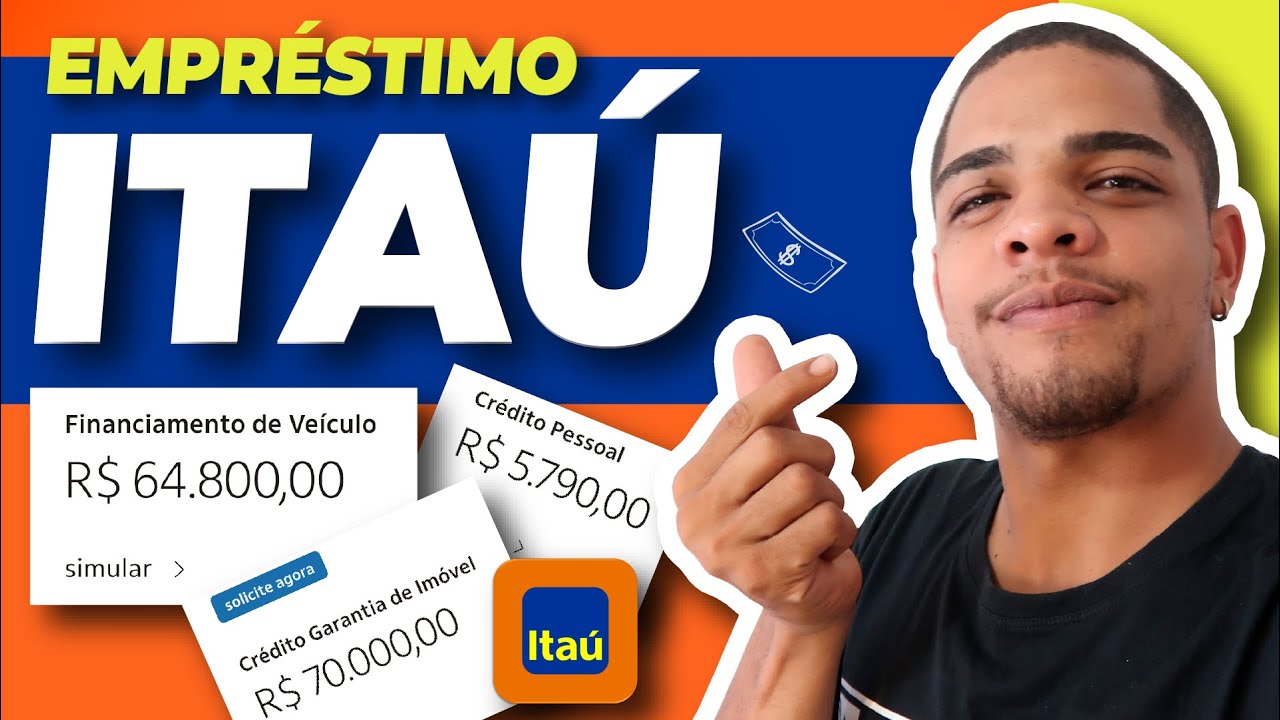 EMPRÉSTIMO
ITAÚ
Financiamento de Veículo
R$ 64.800,00
simular >
Crédito Pessoal
R$ 5.790,00
solicite agora
Crédito Garantia de Imóvel
R$ 70.000,00
Itaú